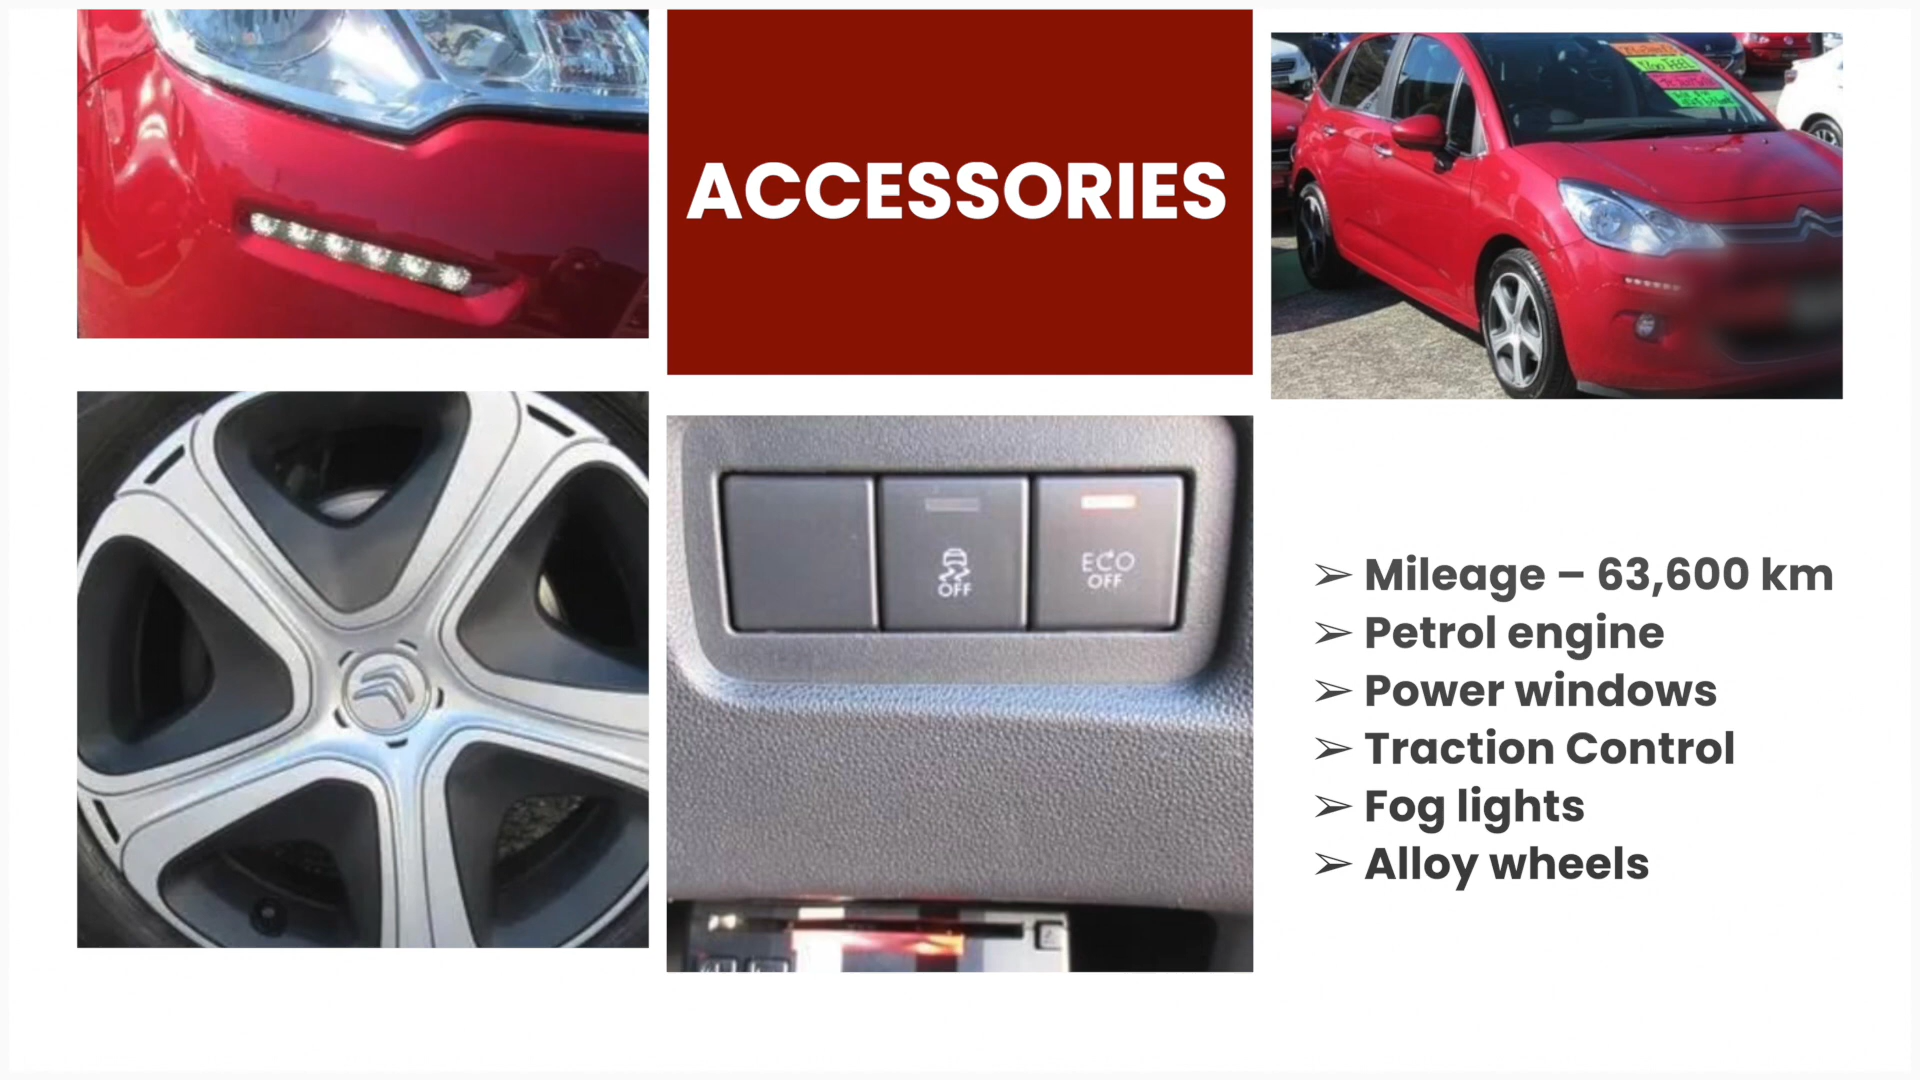 ACCESSORIES
OFF
ECO
OFF
➢ Mileage – 63,600 km
➢ Petrol engine
➢ Power windows
➢ Traction Control
➢ Fog lights
➢ Alloy wheels